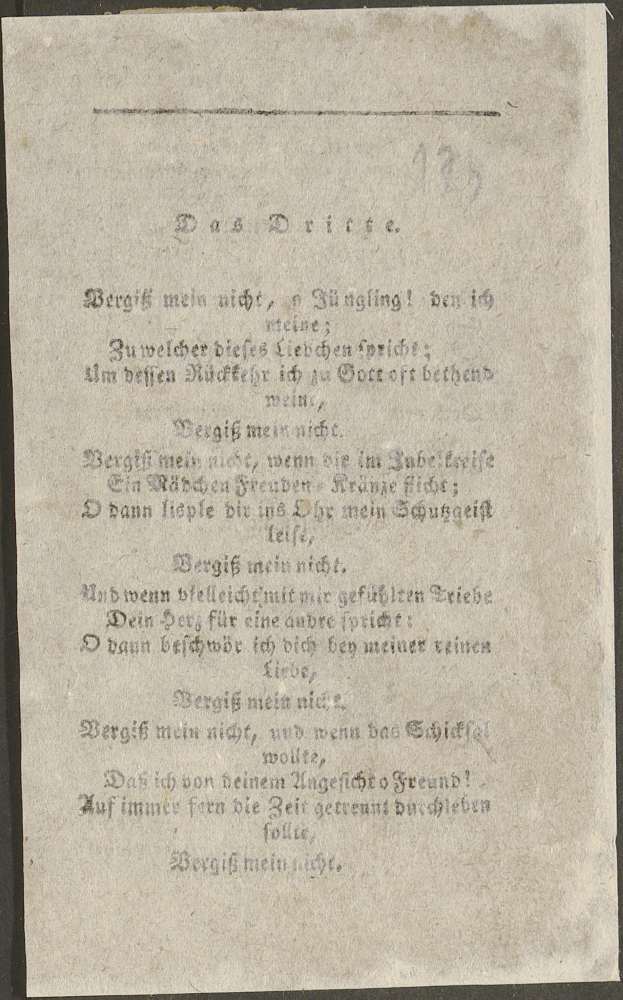 123
Das Dritte.
Vergiß mein nicht, o Jüngling! den ich
meine;
Zu welcher dieses Liedchen spricht;
Um dessen Rückkehr ich zu Gott oft bethend
weine,
Vergiß mein nicht.
Vergiß mein nicht, wenn dir im Jubelkreise
Ein Mädchen Freuden-Kränze flicht;
O dann lisple dir ins Ohr mein Schutzgeist
leise,
Vergiß mein nicht.
Und wenn vielleicht mit mir gefühlten Triebe
Dein Herz für eine andre spricht:
O dann beschwör ich dich bey meiner reinen
Liebe,
Vergiß mein nicht.
Vergiß mein nicht, und wenn das Schicksal
wollte,
Daß ich von deinem Angesicht o Freund!
Auf immer fern die Zeit getrennt durchleben
sollte,
Vergiß mein nicht.